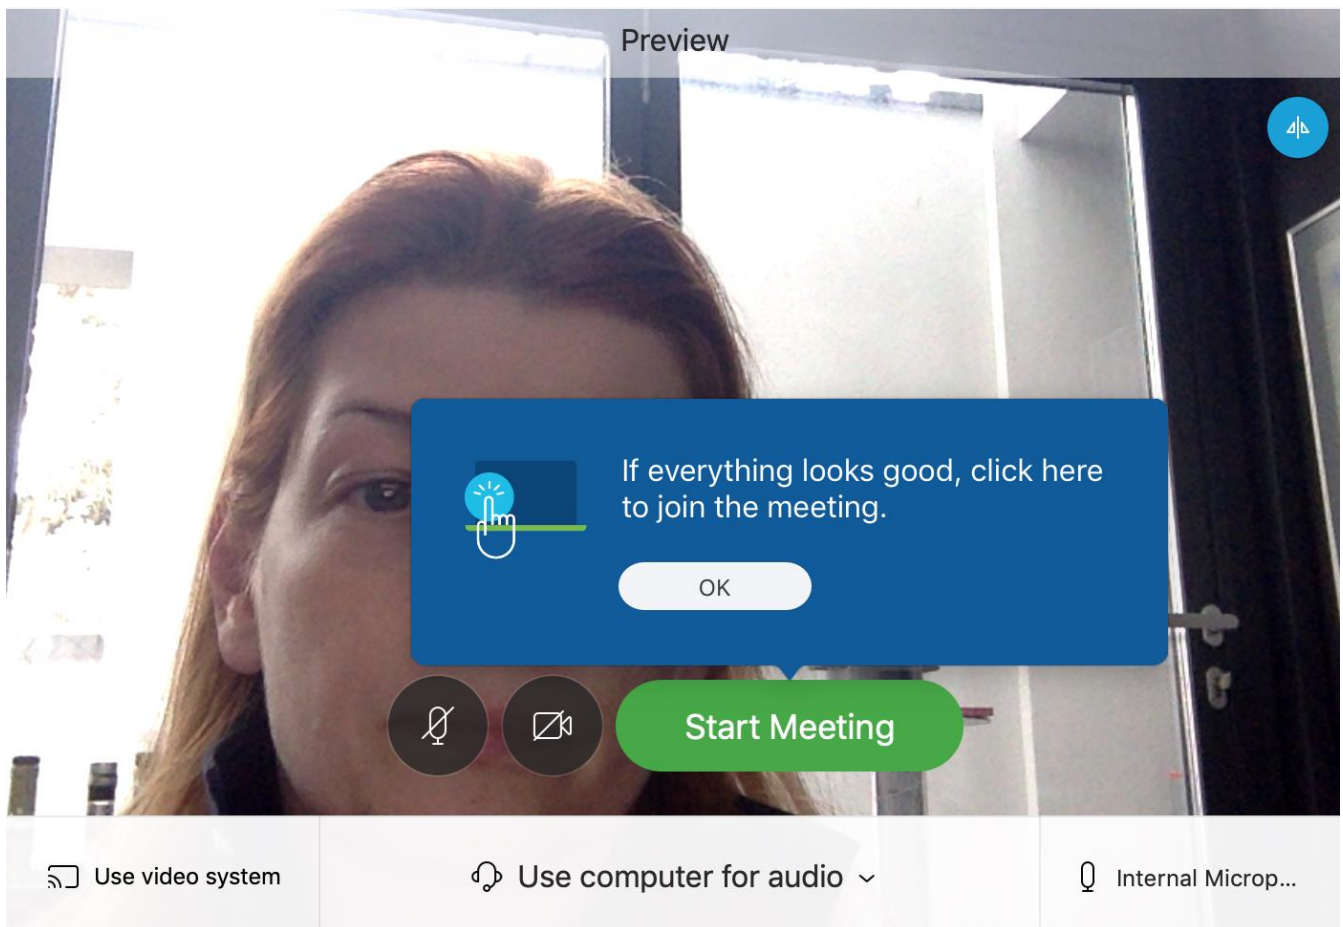 Preview
If everything looks good, click here
to join the meeting.
OK
Start Meeting
Use video system
Use computer for audio
Internal Microp...